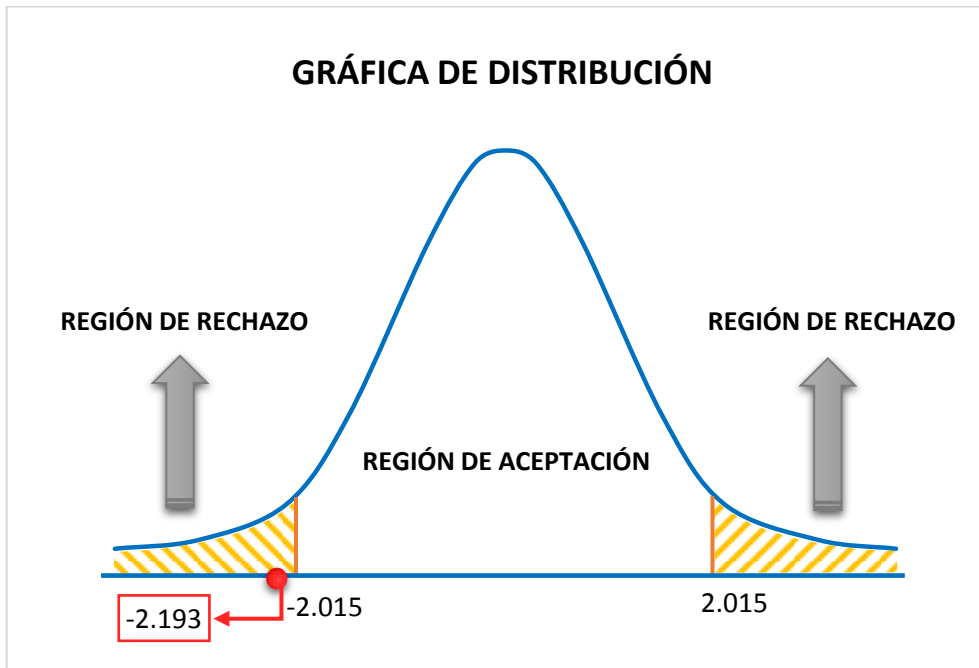 GRÁFICA DE DISTRIBUCIÓN
REGIÓN DE RECHAZO
REGIÓN DE RECHAZO
REGIÓN DE ACEPTACIÓN
-2.193
-2.015
2.015